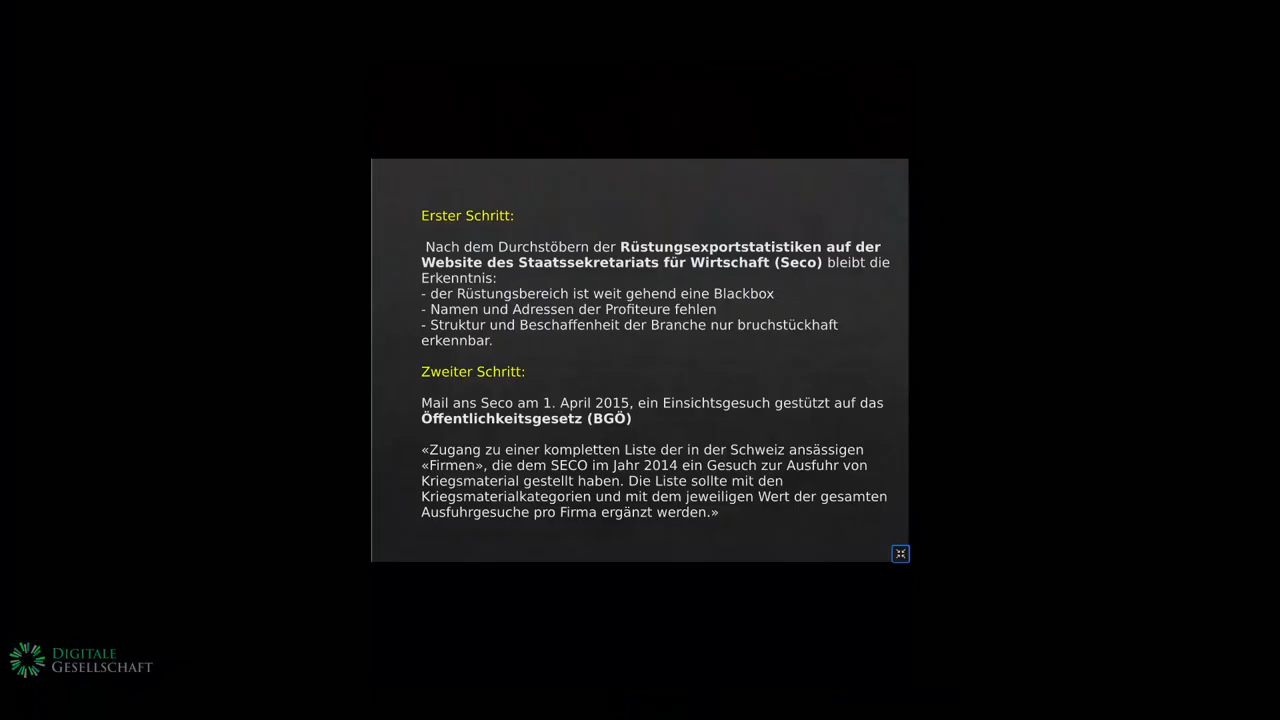 Erster Schritt:
Nach dem Durchstöbern der Rüstungsexportstatistiken auf der
Website des Staatssekretariats für Wirtschaft (Seco) bleibt die
Erkenntnis:
- der Rüstungsbereich ist weit gehend eine Blackbox
- Namen und Adressen der Profiteure fehlen
- Struktur und Beschaffenheit der Branche nur bruchstückhaft
erkennbar.
Zweiter Schritt:
Mail ans Seco am 1. April 2015, ein Einsichtsgesuch gestützt auf das
Öffentlichkeitsgesetz (BGÖ)
«Zugang zu einer kompletten Liste der in der Schweiz ansässigen
«Firmen», die dem SECO im Jahr 2014 ein Gesuch zur Ausfuhr von
Kriegsmaterial gestellt haben. Die Liste sollte mit den
Kriegsmaterialkategorien und mit dem jeweiligen Wert der gesamten
Ausfuhrgesuche pro Firma ergänzt werden.»
DIGITALE
GESELLSCHAFT